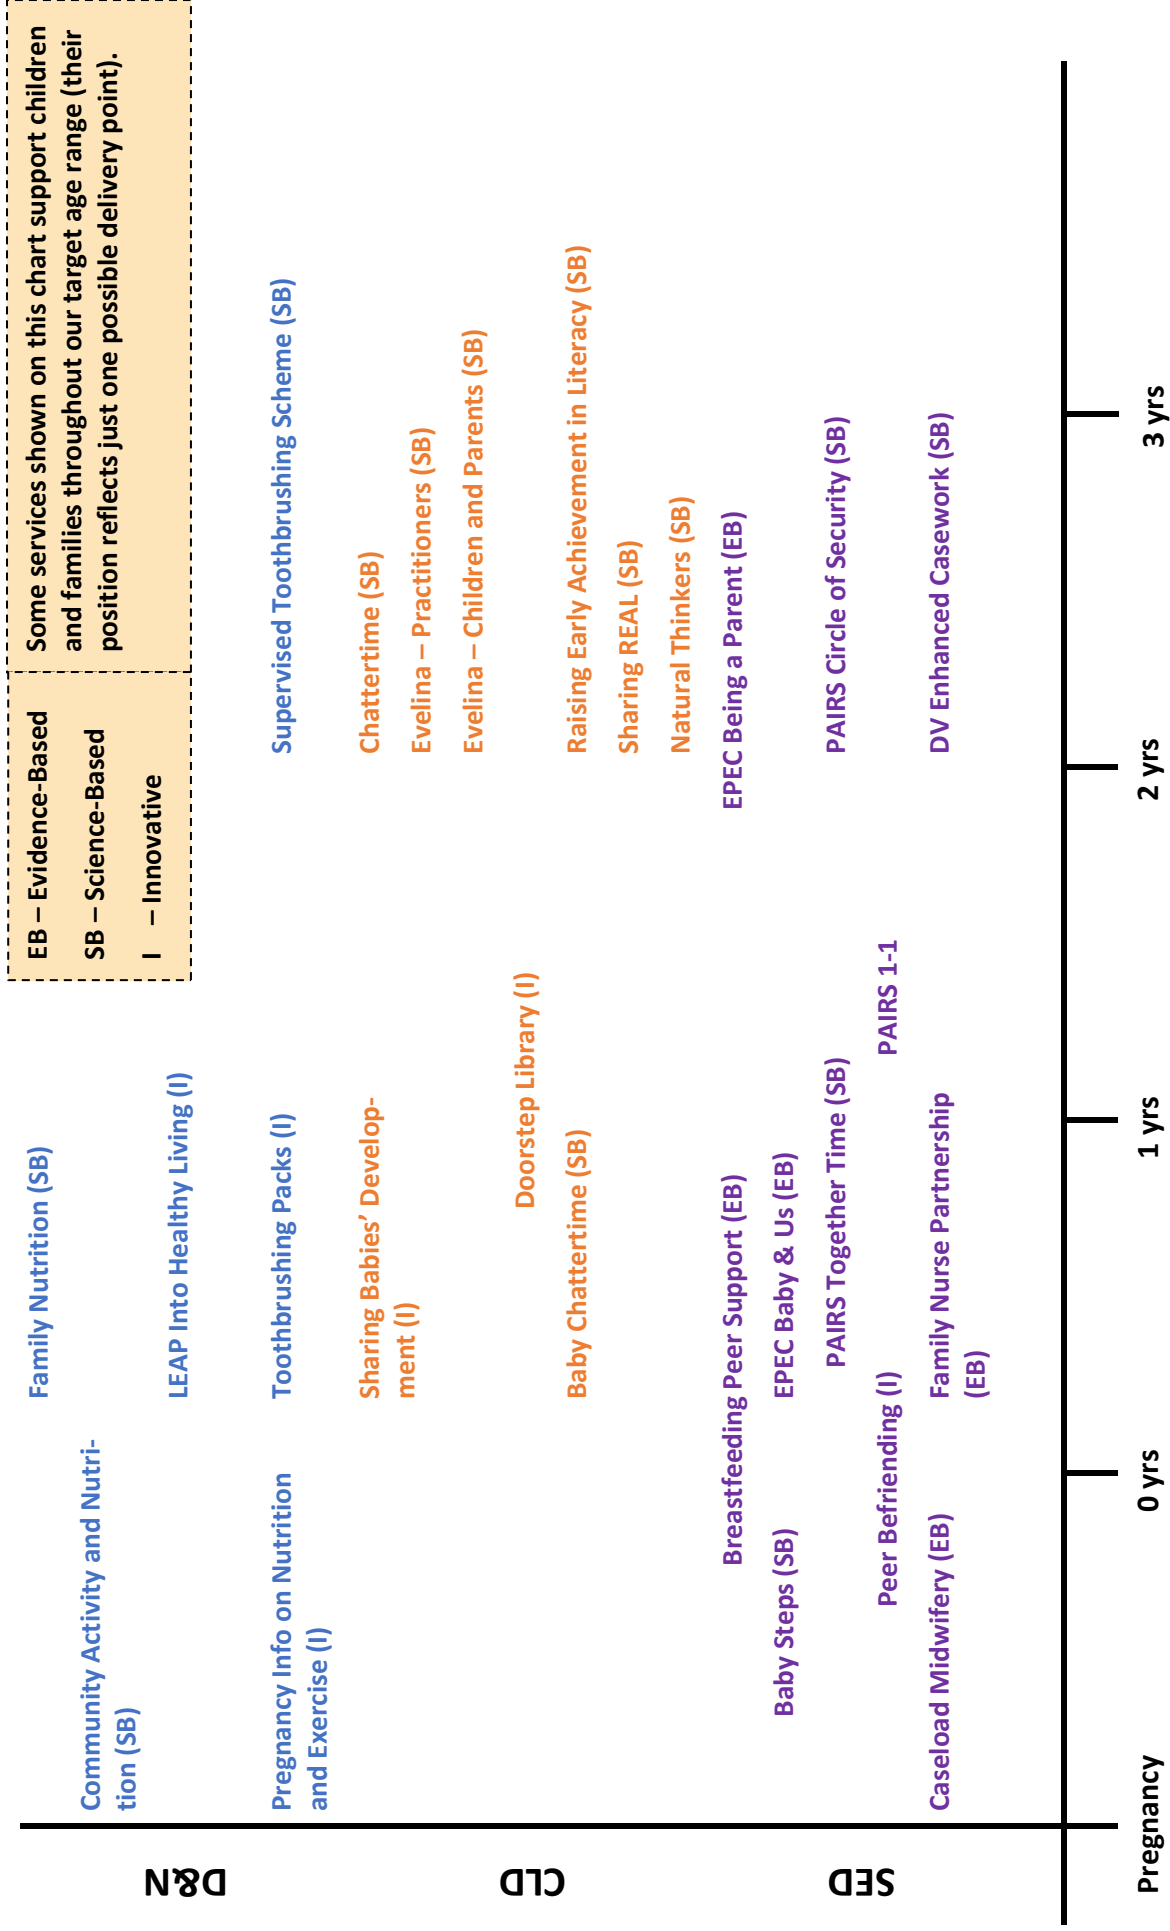 EB – Evidence-Based
SB – Science-Based
I – Innovative
Some services shown on this chart support children
and families throughout our target age range (their
position reflects just one possible delivery point).
D&N
Family Nutrition (SB)
Community Activity and Nutri-
tion (SB)
LEAP Into Healthy Living (I)
Pregnancy Info on Nutrition
and Exercise (I)
Toothbrushing Packs (I)
Supervised Toothbrushing Scheme (SB)
CLD
Sharing Babies’ Develop-
ment (I)
Chattertime (SB)
Evelina – Practitioners (SB)
Evelina – Children and Parents (SB)
Doorstep Library (I)
Baby Chattertime (SB)
Raising Early Achievement in Literacy (SB)
Sharing REAL (SB)
Natural Thinkers (SB)
SED
Breastfeeding Peer Support (EB)
EPEC Being a Parent (EB)
Baby Steps (SB)
EPEC Baby & Us (EB)
PAIRS Together Time (SB)
PAIRS Circle of Security (SB)
Peer Befriending (I)
PAIRS 1-1
Caseload Midwifery (EB)
Family Nurse Partnership
(EB)
DV Enhanced Casework (SB)
Pregnancy
0 yrs
1 yrs
2 yrs
3 yrs